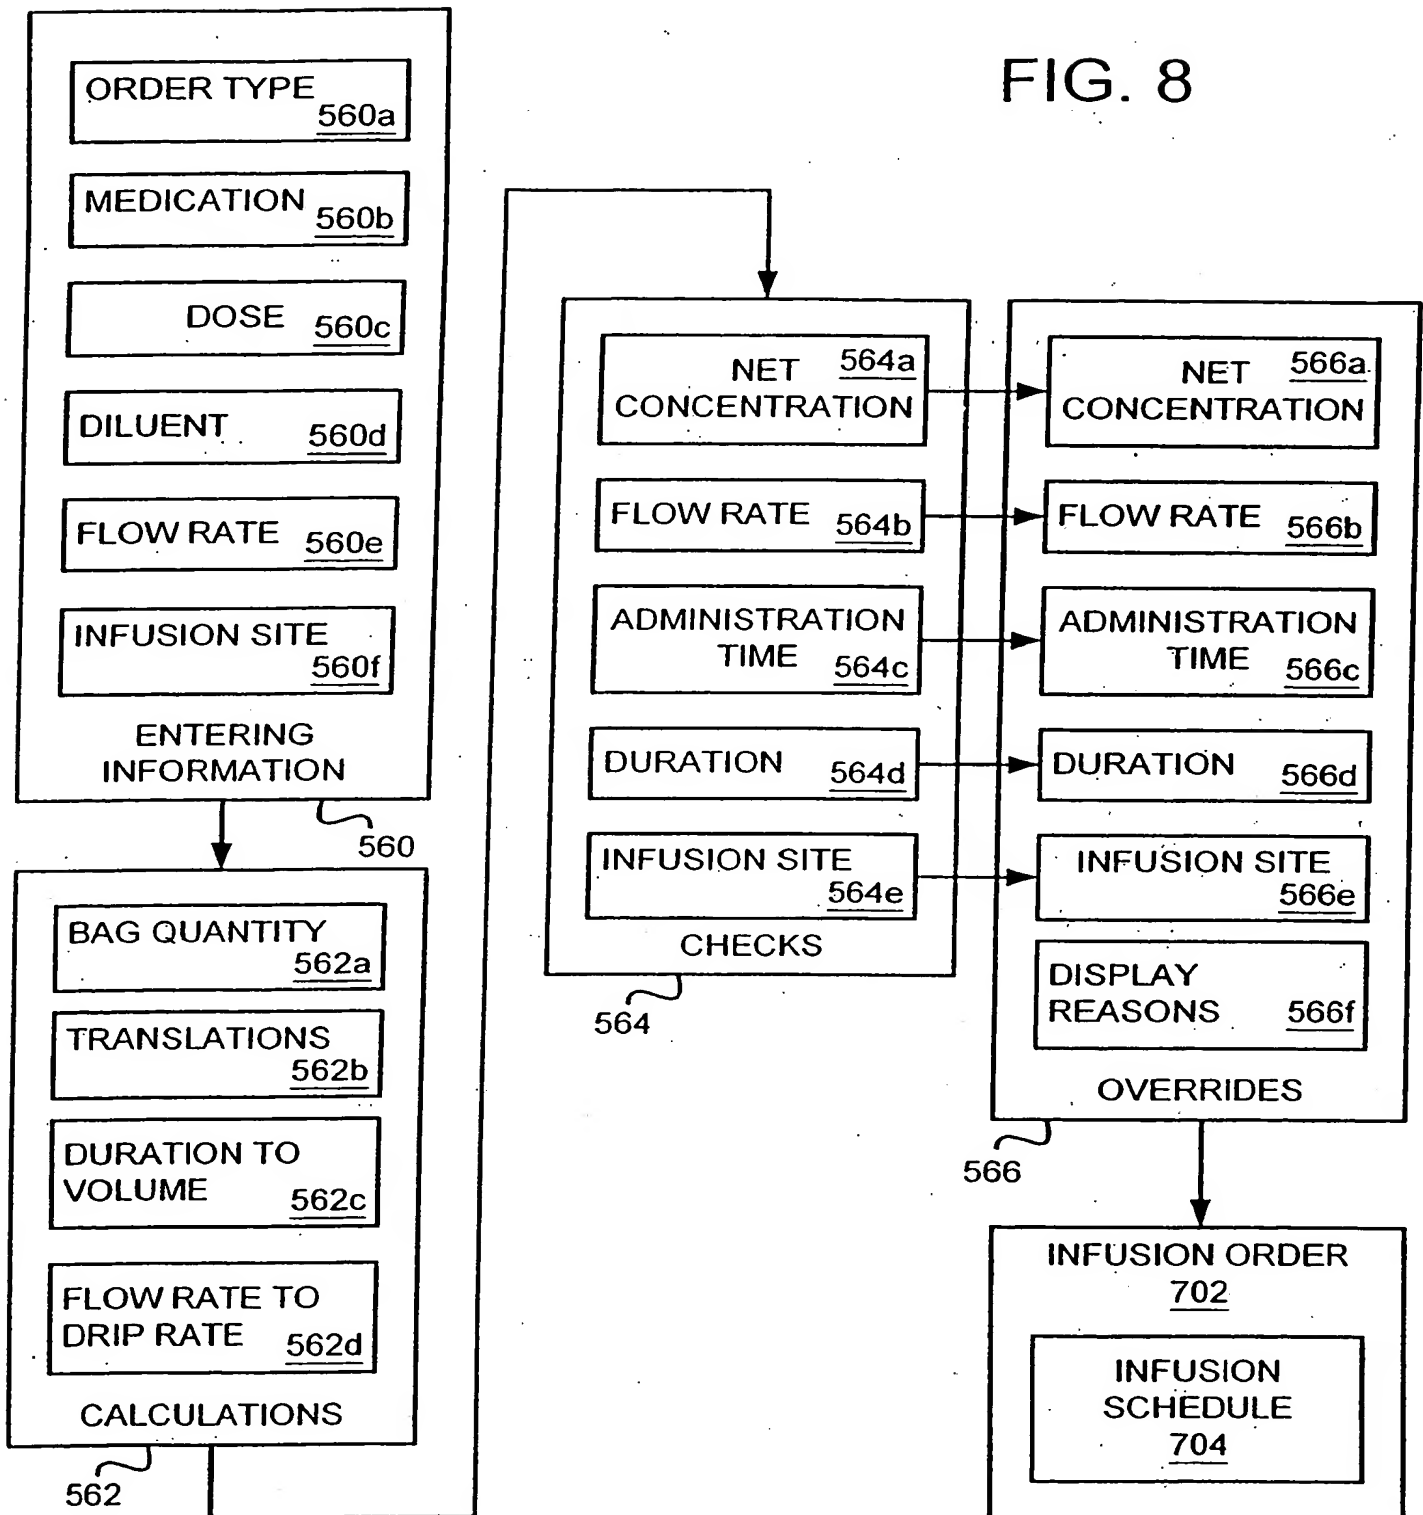 FIG. 8
ORDER TYPE
560a
MEDICATION
560b
DOSE
560c
DILUENT
560d
FLOW RATE
560e
INFUSION SITE
560f
ENTERING
INFORMATION
560
BAG QUANTITY
562a
TRANSLATIONS
562b
DURATION TO
VOLUME
562c
FLOW RATE TO
DRIP RATE
562d
CALCULATIONS
562
NET
CONCENTRATION
564a
FLOW RATE
564b
ADMINISTRATION
TIME
564c
DURATION
564d
INFUSION SITE
564e
CHECKS
564
NET
CONCENTRATION
566a
FLOW RATE
566b
ADMINISTRATION
TIME
566c
DURATION
566d
INFUSION SITE
566e
DISPLAY
REASONS
566f
OVERRIDES
566
INFUSION ORDER
702
INFUSION
SCHEDULE
704